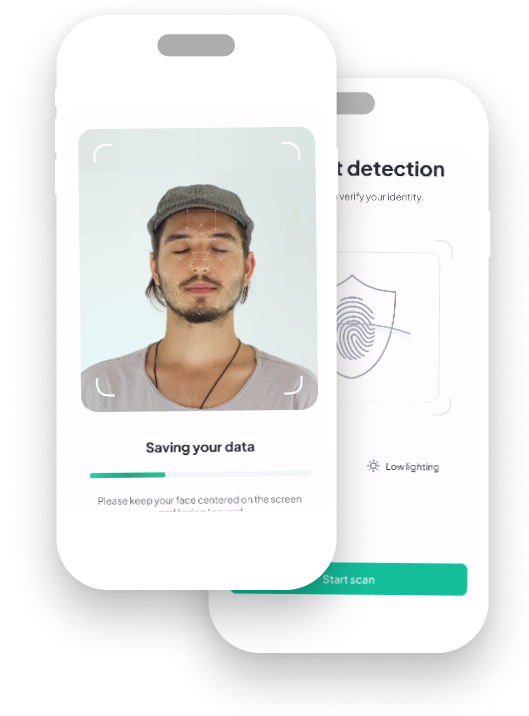 Saving your data
Please keep your face centered on the screen
t detection
verify your identity.
Low lighting
Start scan